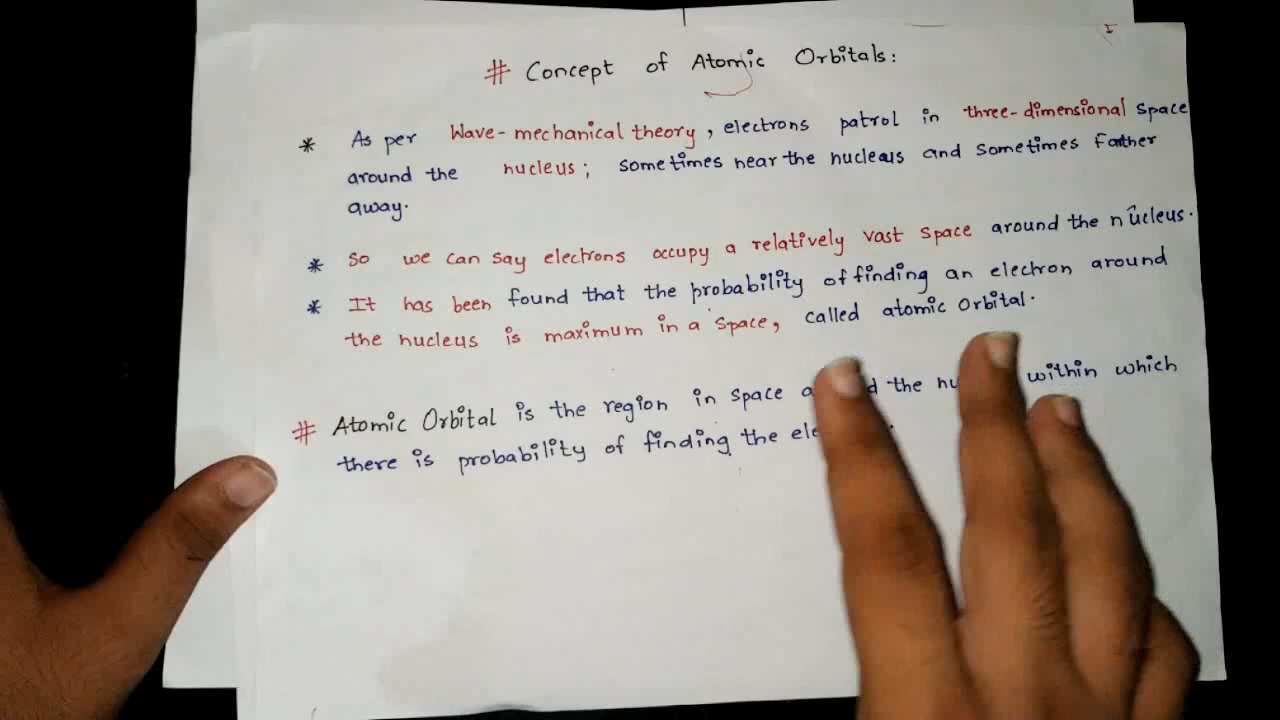 # Concept of Atomic Orbitals:
* As per Wave-mechanical theory, electrons patrol in three-dimensional space
around the nucleus; sometimes near the nucleus and sometimes farther
away.
* So we can say electrons occupy a relatively vast space around the nucleus.
* It has been found that the probability of finding an electron around
the nucleus is maximum in a space, called atomic orbital.
# Atomic Orbital is the region in space the within which
there is probability of finding the